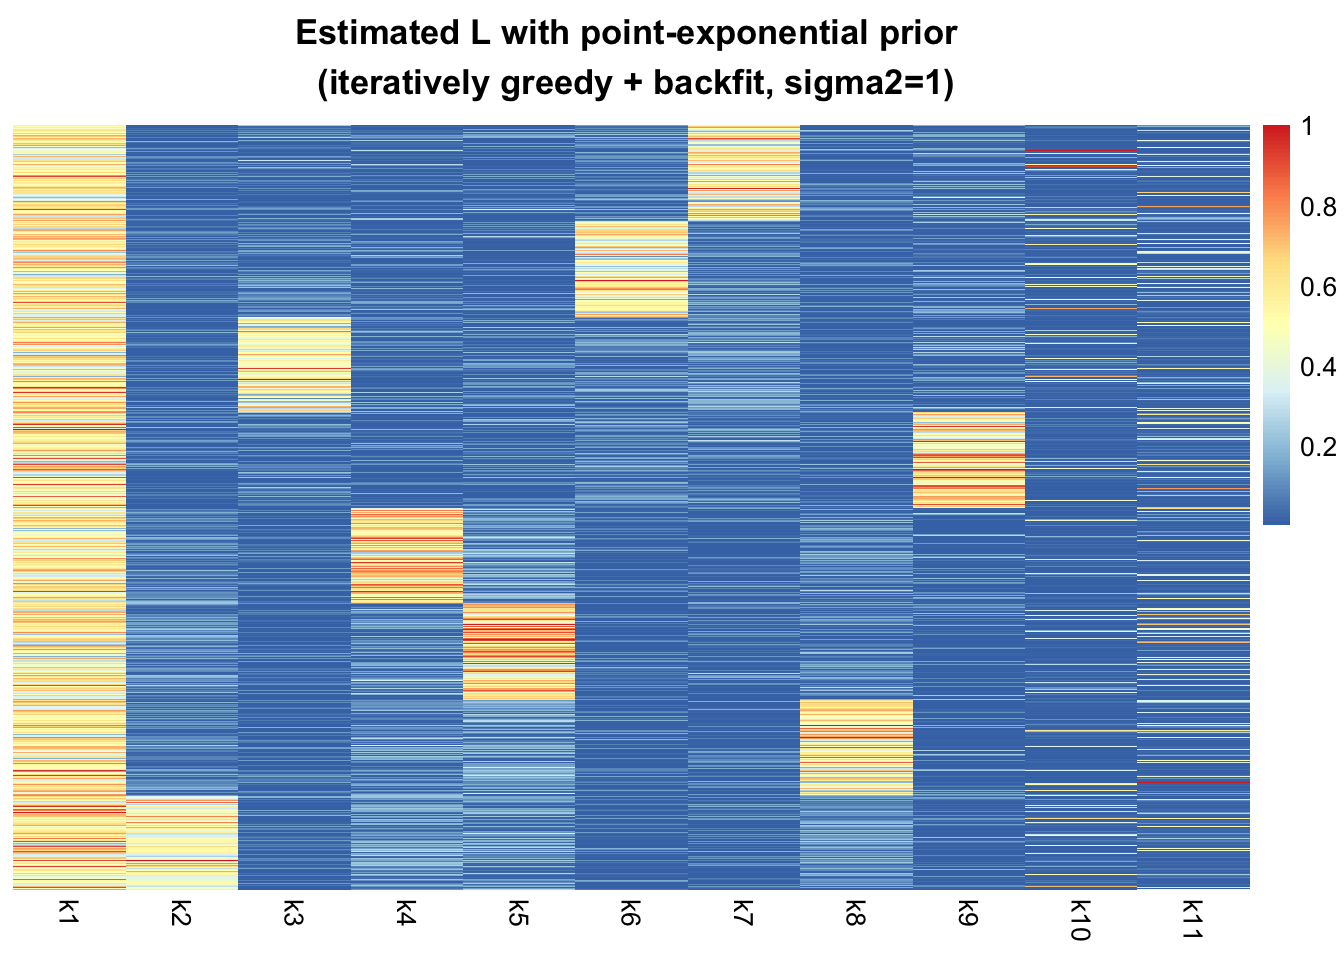 Estimated L with point-exponential prior
(iteratively greedy + backfit, sigma2=1)
1
0.8
0.6
0.4
0.2
k1
k2
k3
k4
k5
k6
k7
k8
k9
k10
k11